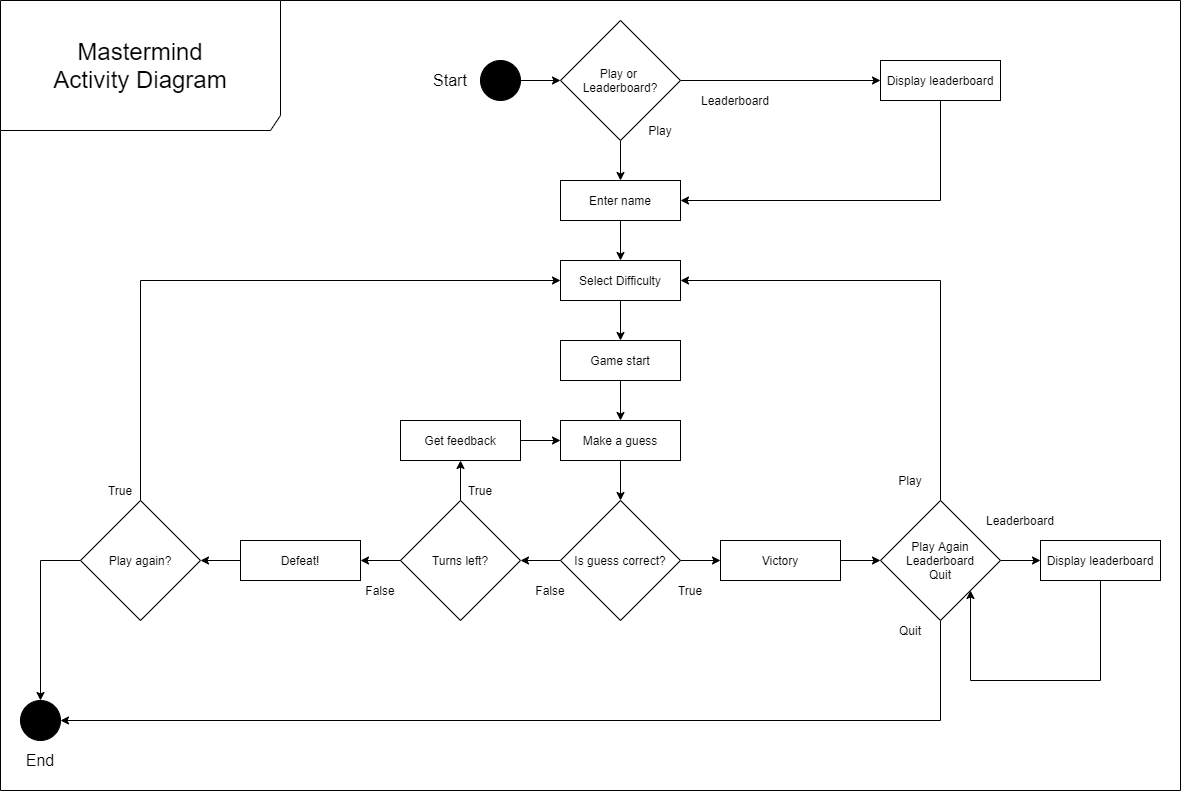 Mastermind
Activity Diagram
Start
Play or
Leaderboard?
Leaderboard
Display leaderboard
Play
Enter name
Select Difficulty
Game start
Get feedback
Make a guess
True
True
Play
Leaderboard
Play again?
Defeat!
Turns left?
Is guess correct?
Victory
Play Again
Leaderboard
Quit
Display leaderboard
False
False
True
Quit
End